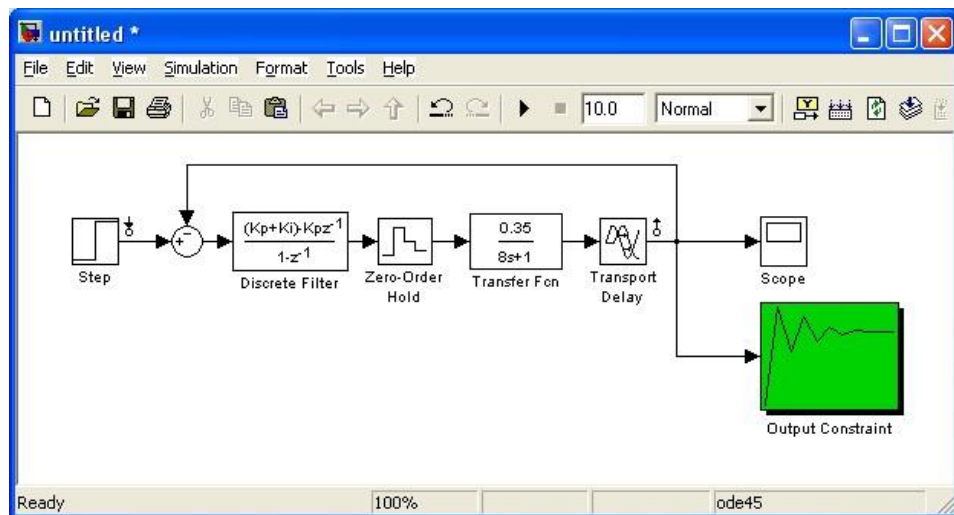 untitled *
File Edit View Simulation Format Tools Help
10.0 Normal
(Kp+Ki)-Kpz-1
1-z-1
0.35
8s+1
Step
Discrete Filter
Zero-Order
Hold
Transfer Fcn
Transport
Delay
Scope
Output Constraint
Ready 100% ode45